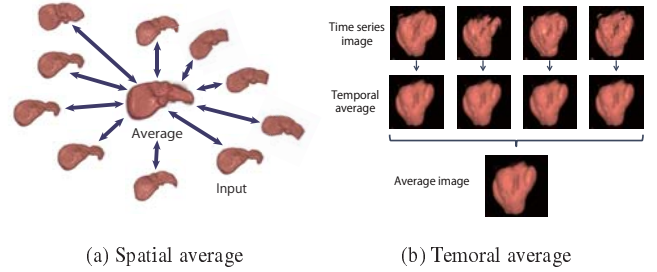 Average
Input
(a) Spatial average
Time series
image
Temporal
average
Average image
(b) Temoral average